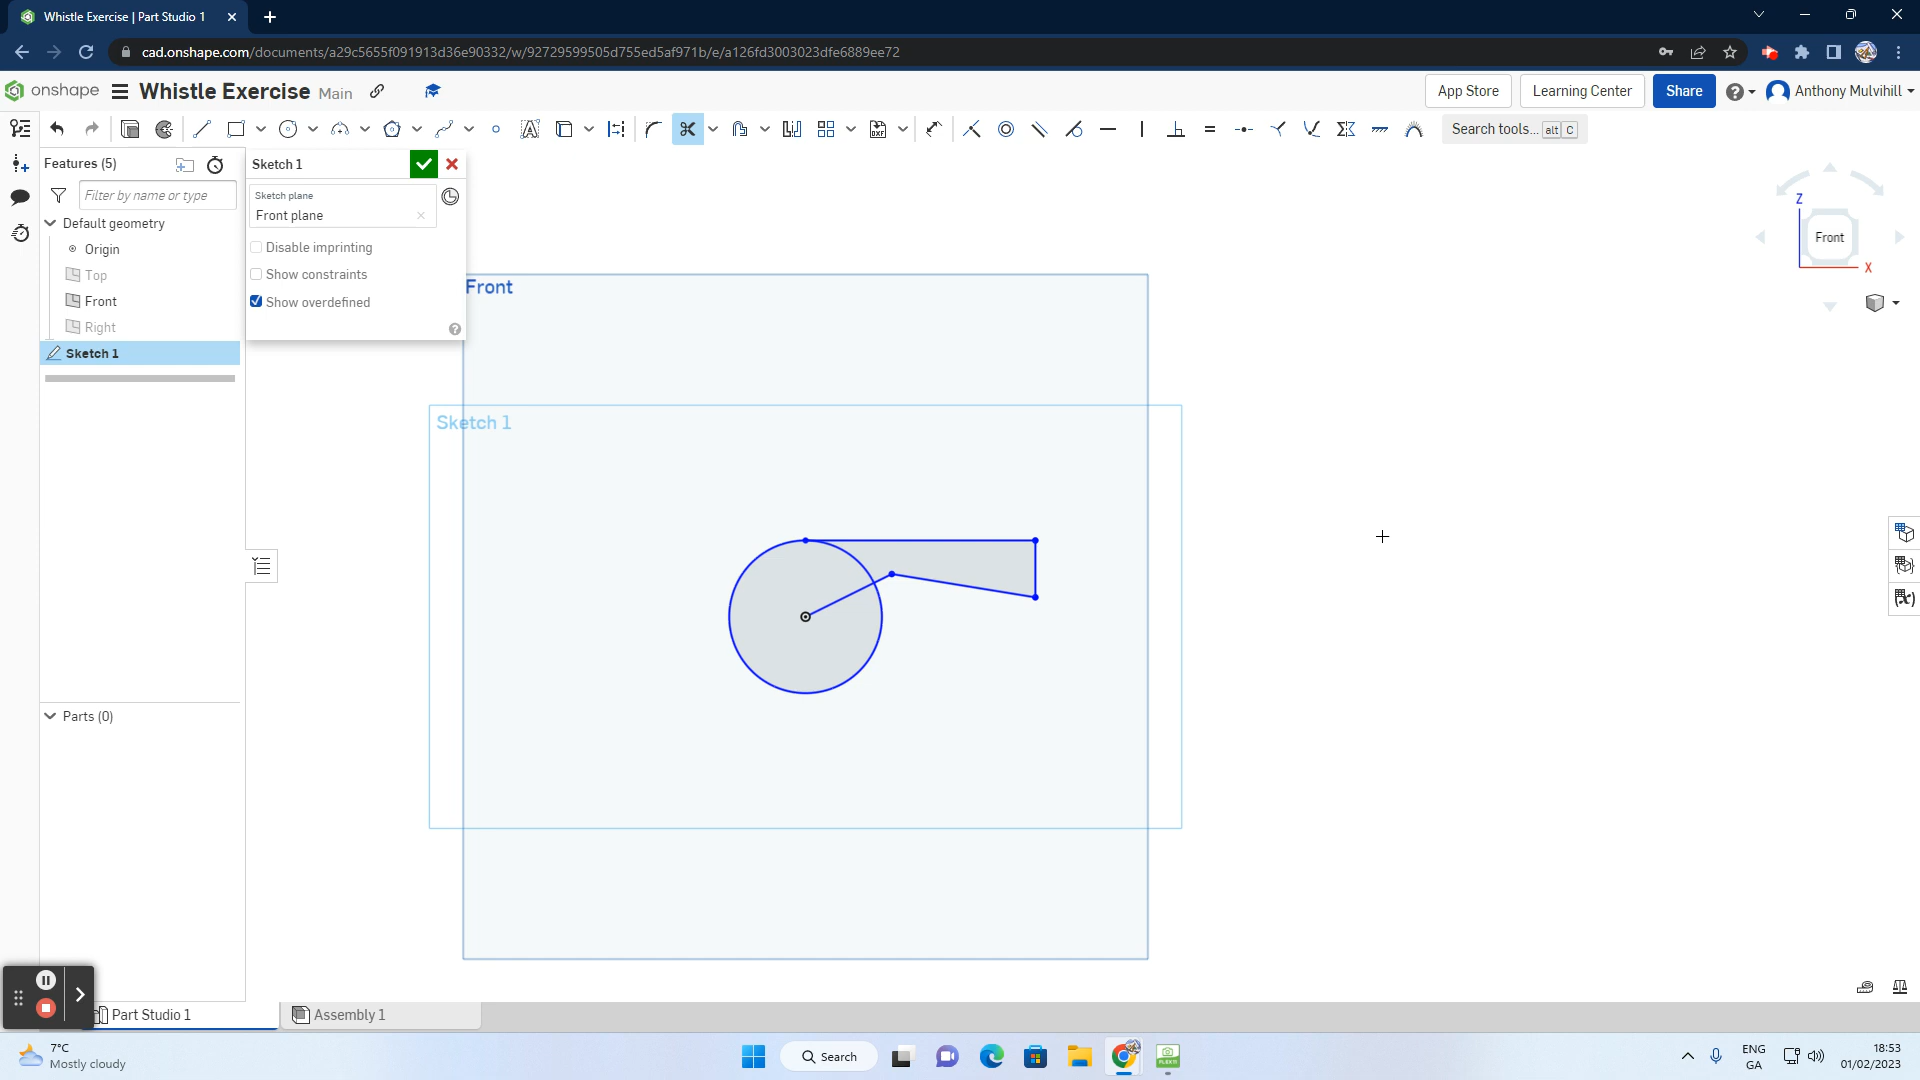 Whistle Exercise | Part Studio 1
cad.onshape.com/documents/a29c5655f091913d36e90332/w/92729599505d755ed5af971b/e/a126fd3003023dfe6889ee72
onshape Whistle Exercise Main
App Store
Learning Center
Share
Anthony Mulvihill
Search tools... alt C
Features (5)
Filter by name or type
Default geometry
Origin
Top
Front
Right
Sketch 1
Parts (0)
Sketch 1
Sketch plane
Front plane
Disable imprinting
Show constraints
Show overdefined
Front
Sketch 1
Z
Front
X
Part Studio 1
Assembly 1
7°C
Mostly cloudy
Search
ENG
GA
18:53
01/02/2023